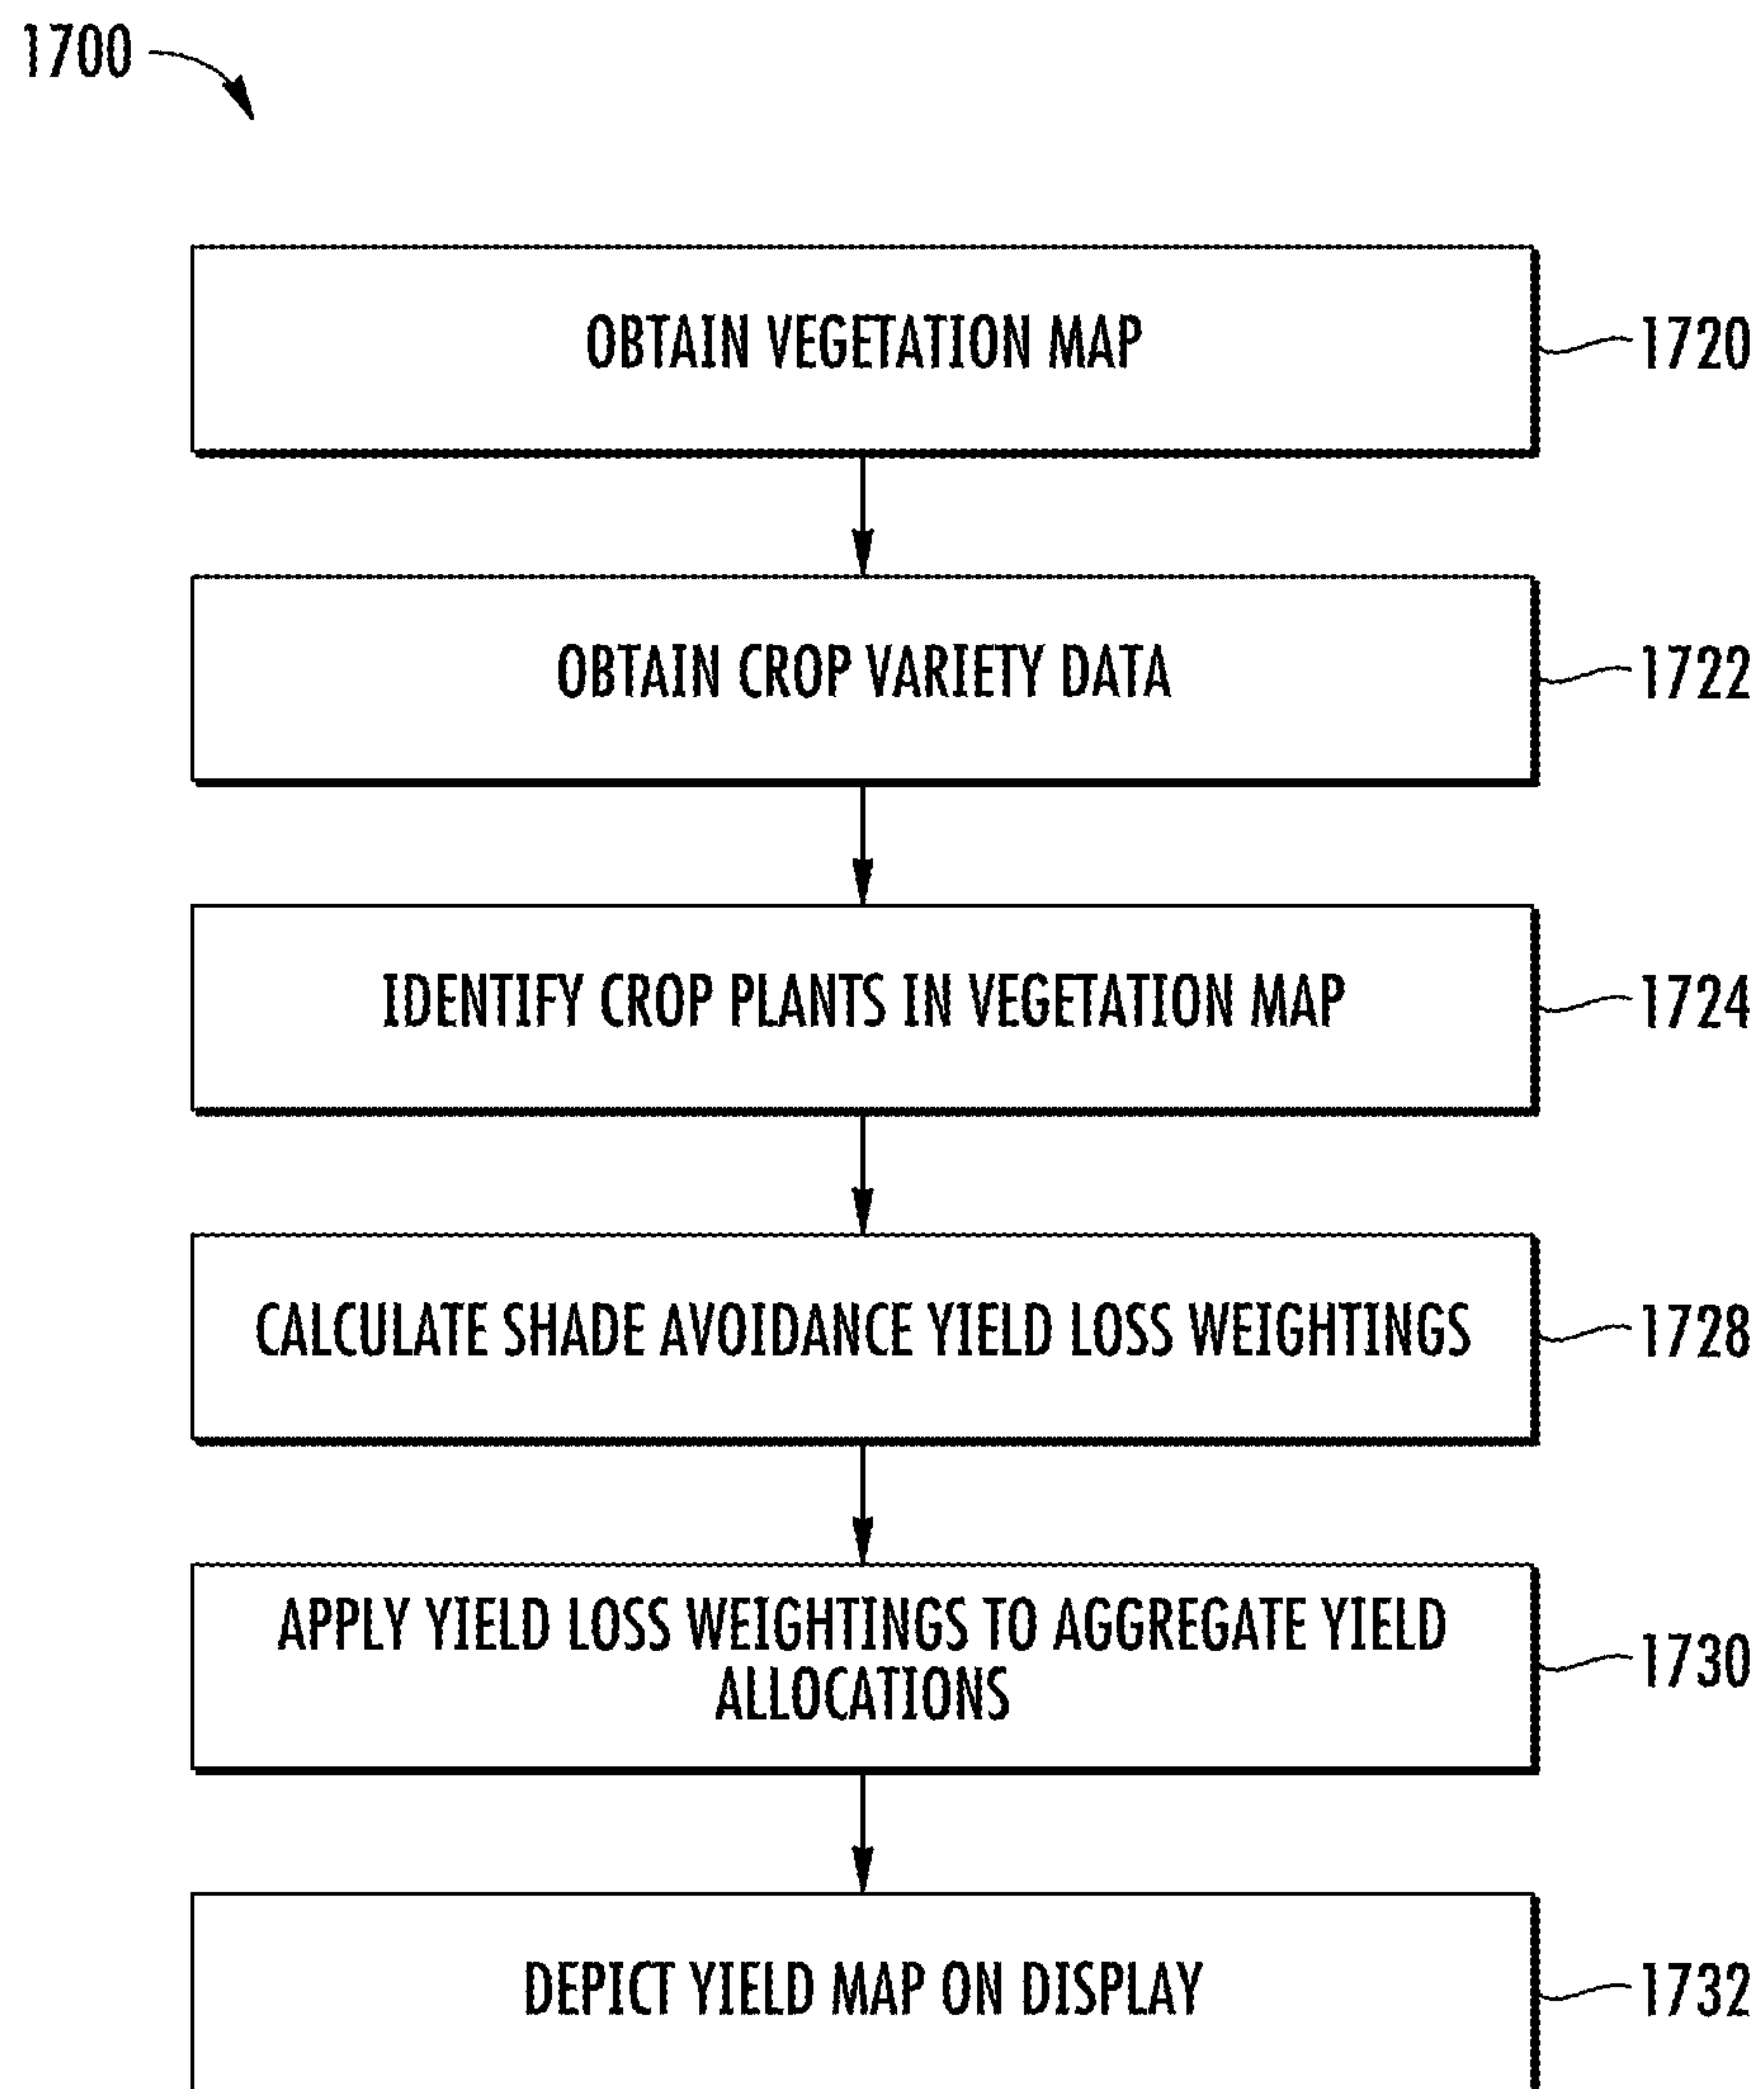 1700
OBTAIN VEGETATION MAP
1720
OBTAIN CROP VARIETY DATA
1722
IDENTIFY CROP PLANTS IN VEGETATION MAP
1724
CALCULATE SHADE AVOIDANCE YIELD LOSS WEIGHTINGS
1728
APPLY YIELD LOSS WEIGHTINGS TO AGGREGATE YIELD
ALLOCATIONS
1730
DEPICT YIELD MAP ON DISPLAY
1732